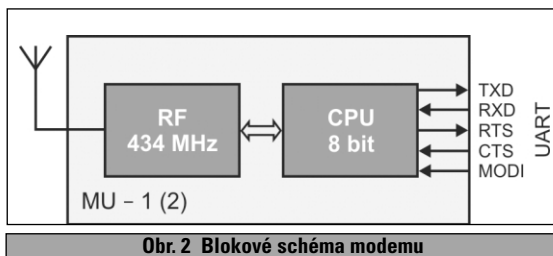 RF
434 MHz
CPU
8 bit
TXD
RXD
RTS
CTS
MODI
UART
MU – 1 (2)
Obr. 2 Blokové schéma modemu